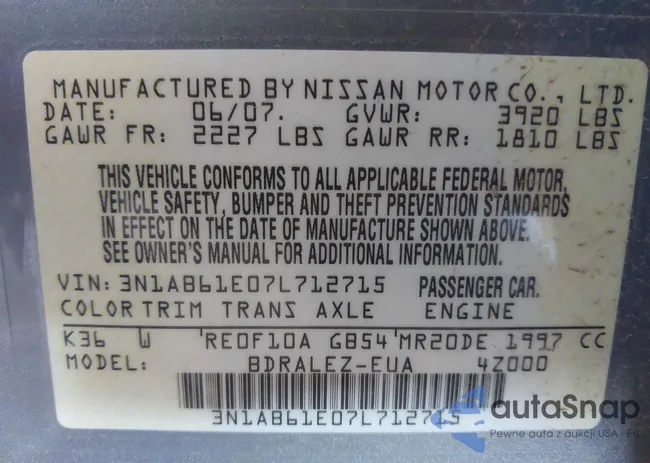 MANUFACTURED BY NISSAN MOTOR CO., LTD.
DATE: 06/07. GVWR: 3920 LBS
GAWR FR: 2227 LBS GAWR RR: 1810 LBS
THIS VEHICLE CONFORMS TO ALL APPLICABLE FEDERAL MOTOR,
VEHICLE SAFETY, BUMPER AND THEFT PREVENTION STANDARDS
IN EFFECT ON THE DATE OF MANUFACTURE SHOWN ABOVE.
SEE OWNER'S MANUAL FOR ADDITIONAL INFORMATION.
VIN: 3N1AB61E07L712715 PASSENGER CAR.
COLOR TRIM TRANS AXLE ENGINE
K36 W RE0F10A GB54 MR20DE 1997 CC
MODEL: BDRALEZ-EUA 4Z000
3N1AB61E07L712715
autaSnap
Pewne auta z aukcji USA / EU